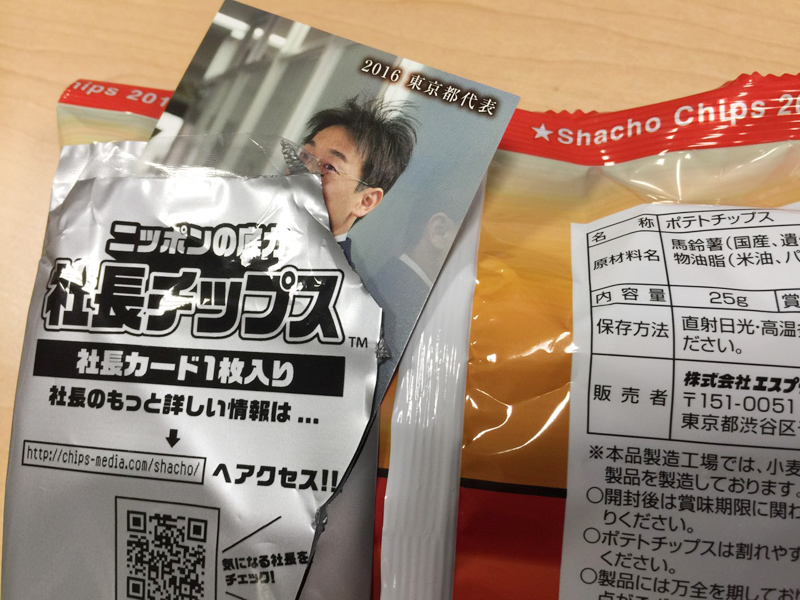 2016 東京都代表
ニッポンの底力
社長チップス
TM
社長カード1枚入り
社長のもっと詳しい情報は…
http://chips-media.com/shacho/
へアクセス!!
気になる社長を
チェック!
hips 201
★Shacho Chips 20
名称 ポテトチップス
原材料名 馬鈴薯(国産、遺
物油脂(米油、パ
内容量 25g 賞
保存方法 直射日光・高温
ださい。
販売者 株式会社エスプ
〒151-0051
東京都渋谷区
※本品製造工場では、小麦
製品を製造しております。
○開封後は賞味期限に関わ
りください。
○ポテトチップスは割れやす
ください。
○製品には万全を期してお